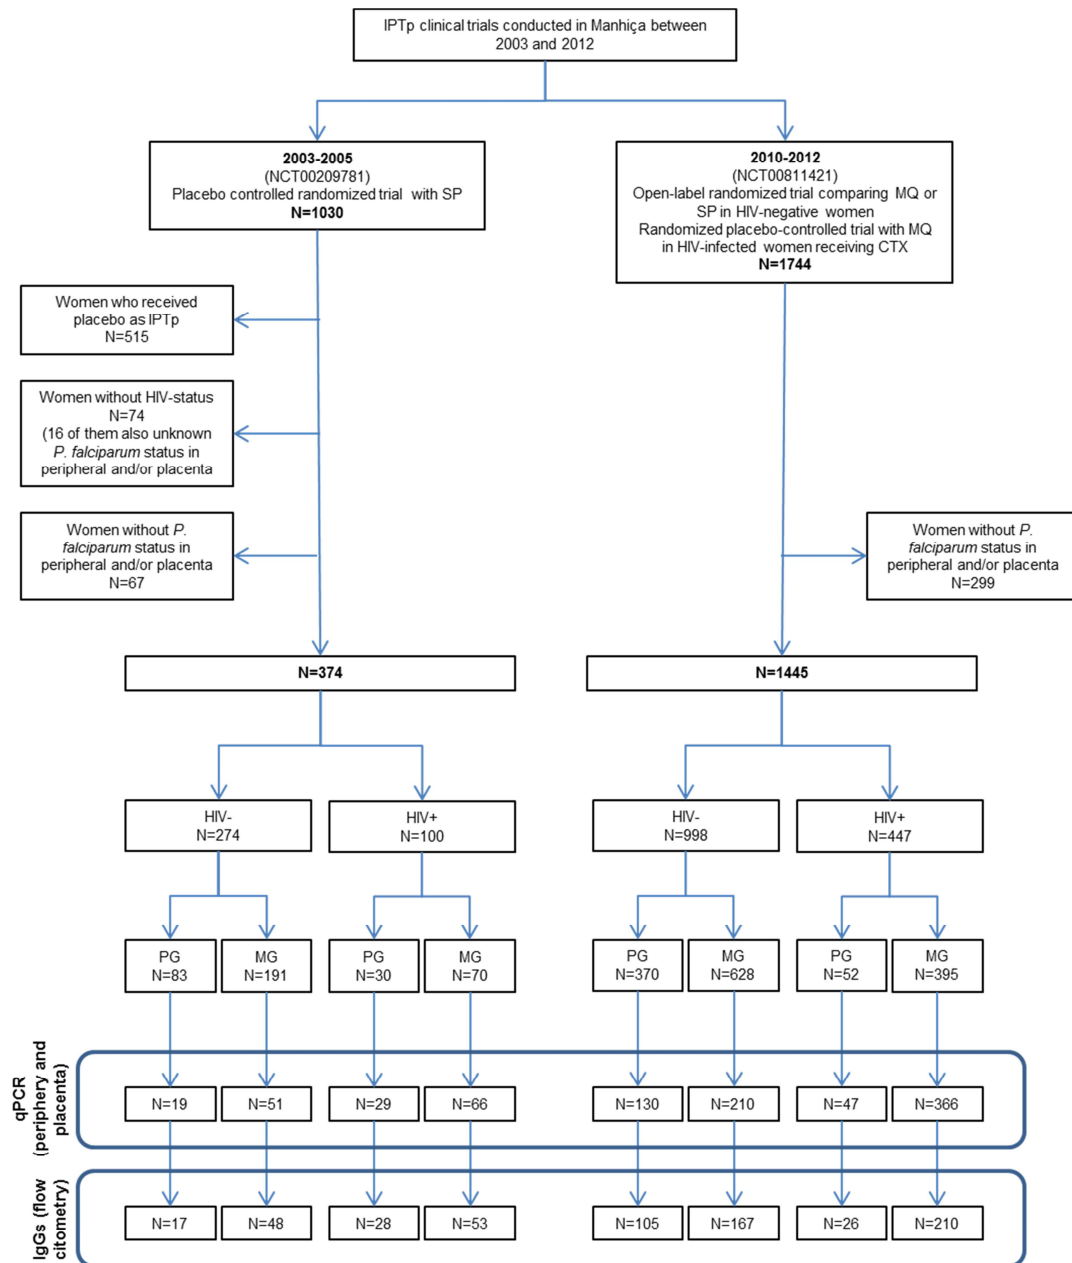 IPTp clinical trials conducted in Manhiça between
2003 and 2012
2003-2005
(NCT00209781)
Placebo controlled randomized trial with SP
N=1030
2010-2012
(NCT00811421)
Open-label randomized trial comparing MQ or
SP in HIV-negative women
Randomized placebo-controlled trial with MQ
in HIV-infected women receiving CTX
N=1744
Women who received
placebo as IPTp
N=515
Women without HIV-status
N=74
(16 of them also unknown
P. falciparum status in
peripheral and/or placenta
Women without P.
falciparum status in
peripheral and/or placenta
N=67
Women without P.
falciparum status in
peripheral and/or placenta
N=299
N=374
N=1445
HIV-
N=274
HIV+
N=100
HIV-
N=998
HIV+
N=447
PG
N=83
MG
N=191
PG
N=30
MG
N=70
PG
N=370
MG
N=628
PG
N=52
MG
N=395
qPCR
(periphery and
placenta)
N=19
N=51
N=29
N=66
N=130
N=210
N=47
N=366
IgGs (flow
citometry)
N=17
N=48
N=28
N=53
N=105
N=167
N=26
N=210